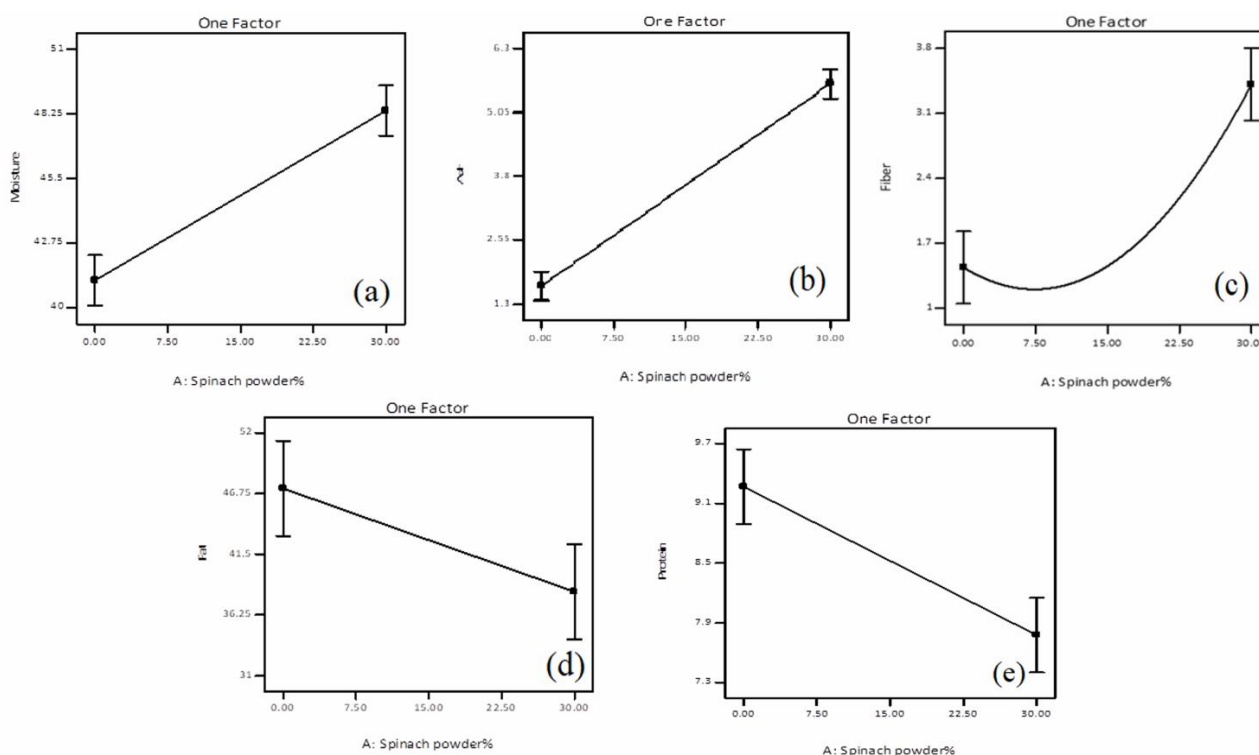 One Factor
51
48.25
45.5
42.75
40
Moisture
(a)
0.00 7.50 15.00 22.50 30.00
A: Spinach powder%
Ore Factor
6.3
5.05
3.8
2.55
1.3
(b)
0.00 7.50 15.00 22.50 30.00
A: Spinach powder%
One Factor
3.8
3.1
2.4
1.7
1
Fiber
(c)
0.00 7.50 15.00 22.50 30.00
A: Spinach powder%
One Factor
52
46.75
41.5
36.25
31
Fat
(d)
0.00 7.50 15.00 22.50 30.00
A: Spinach powder%
One Factor
9.7
9.1
8.5
7.9
7.3
Protein
(e)
0.00 7.50 15.00 22.50 30.00
A: Spinach powder%